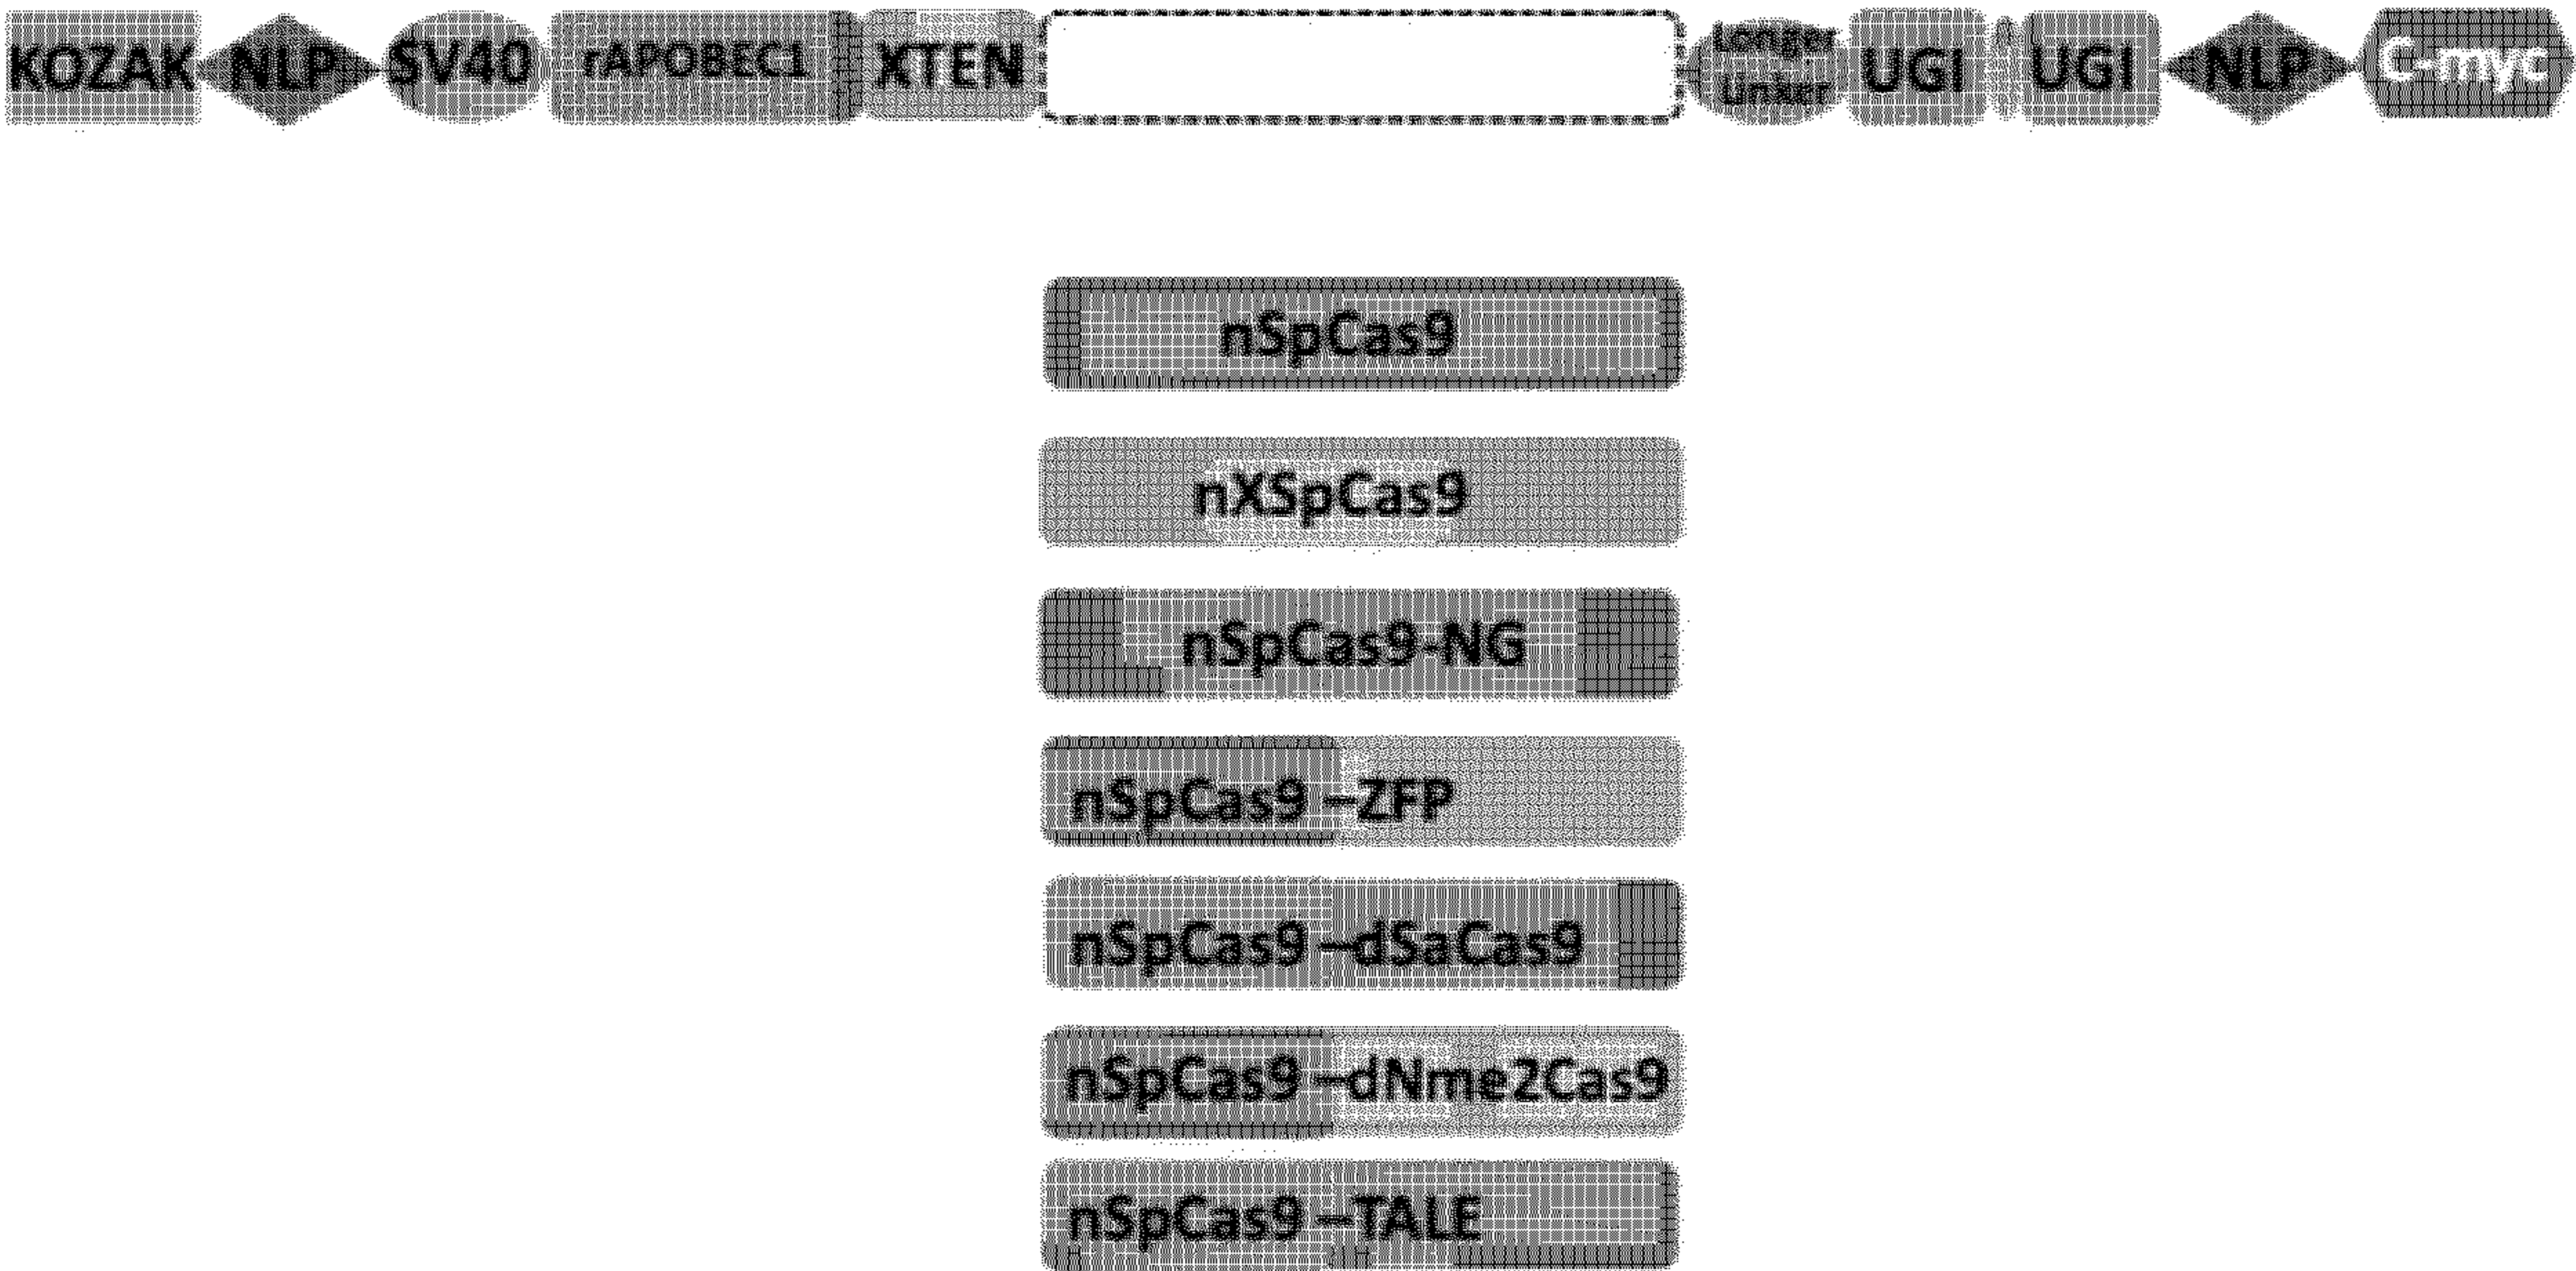 KOZAK NLP SV40 rAPOBEC1 XTEN Longer Linker UGI UGI NLP C-myc
nSpCas9
nXSpCas9
nSpCas9-NG
nSpCas9 –ZFP
nSpCas9 –dSaCas9
nSpCas9 –dNme2Cas9
nSpCas9 –TALE